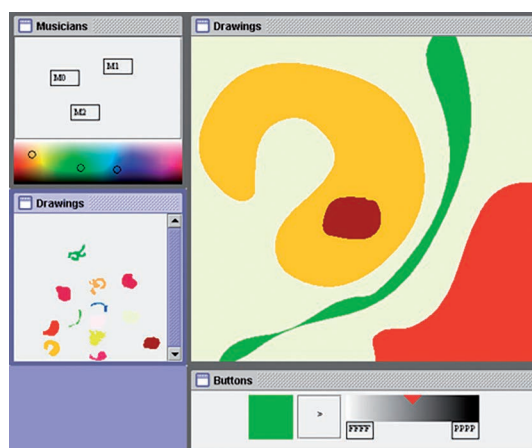 Musicians
M0
M1
M2
Drawings
Drawings
Buttons
>
FFFF
PPPP